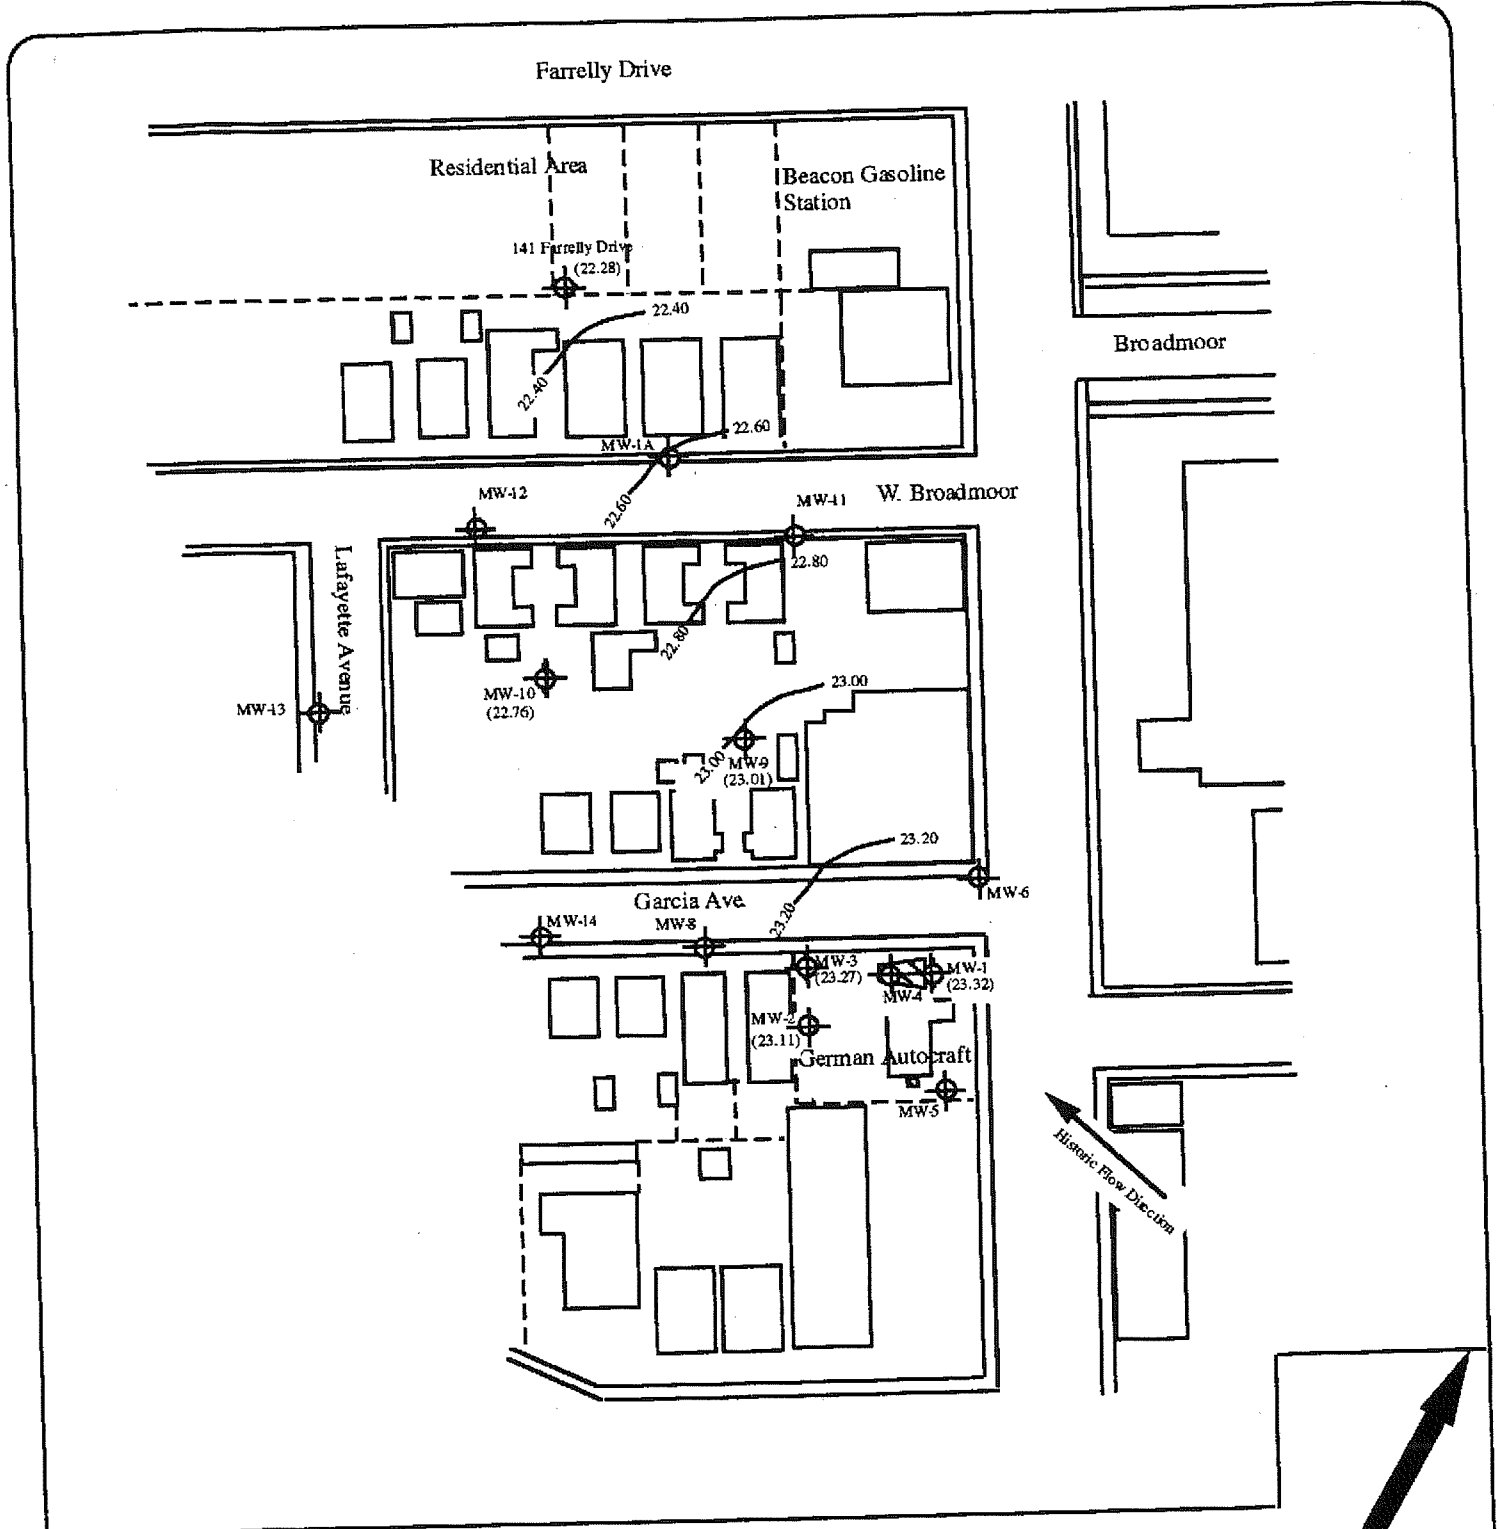 Farrelly Drive
Residential Area
Beacon Gasoline
Station
141 Farrelly Drive
(22.28)
22.40
22.40
Broadmoor
22.60
MW-1A
22.60
W. Broadmoor
MW-12
MW-11
Lafayette Avenue
22.80
22.80
MW-10
(22.76)
MW-13
23.00
23.00
MW-9
(23.01)
23.20
23.20
MW-6
Garcia Ave.
MW-14
MW-8
MW-3
(23.27)
MW-1
(23.32)
MW-4
MW-2
(23.11)
German Autocraft
MW-5
Historic Flow Direction